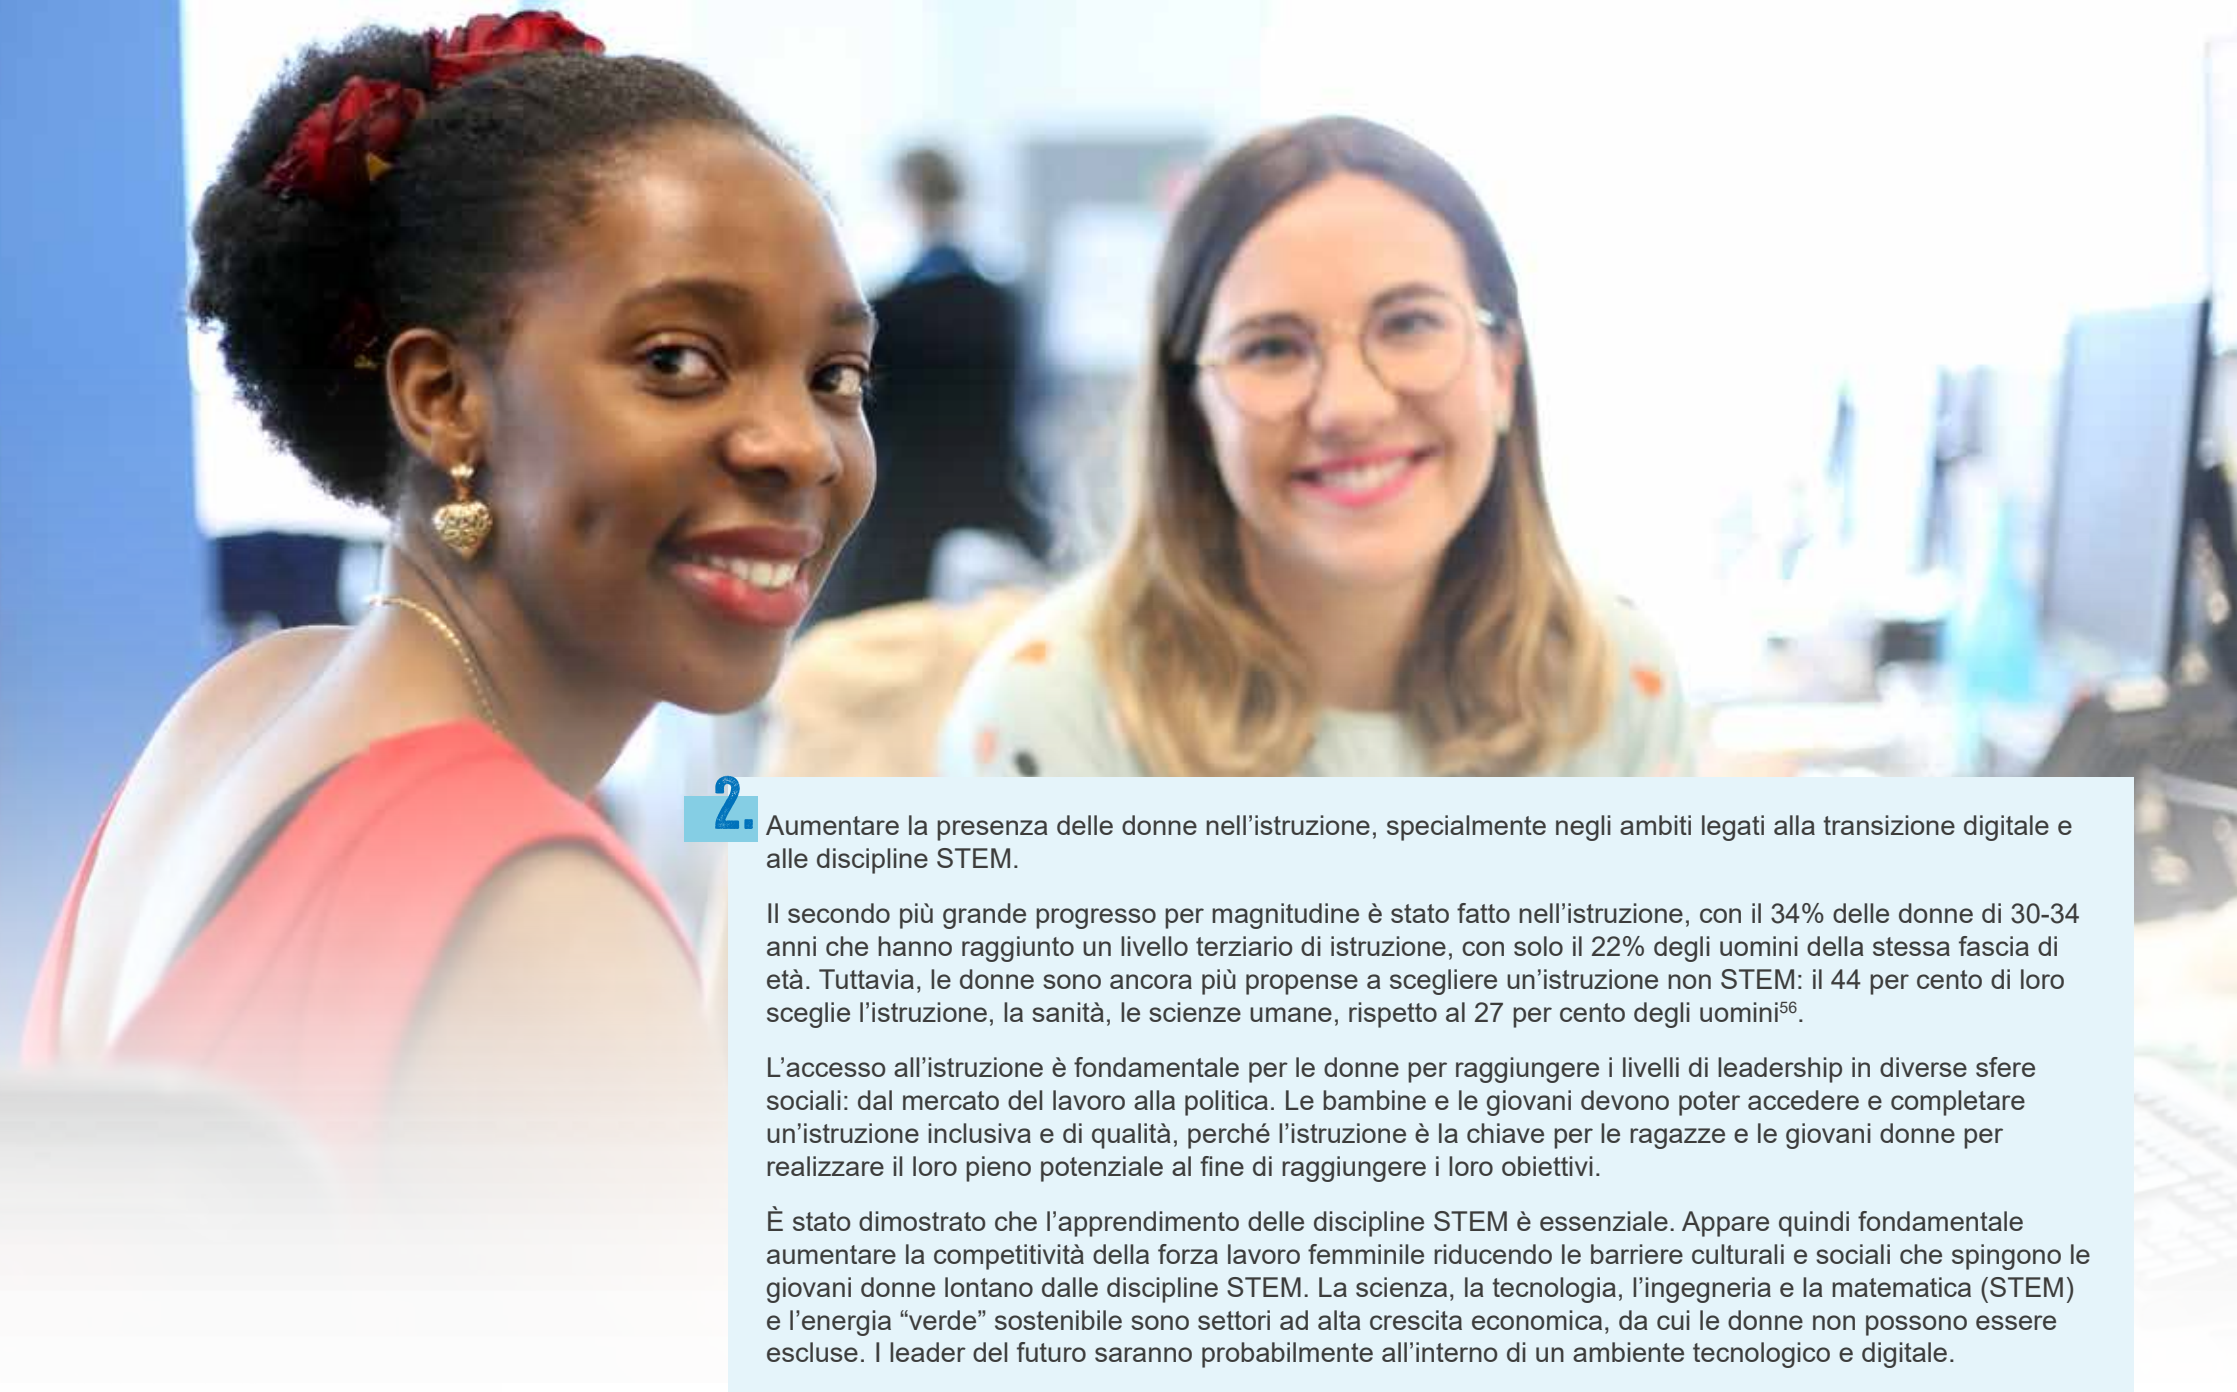 2.
Aumentare la presenza delle donne nell’istruzione, specialmente negli ambiti legati alla transizione digitale e
alle discipline STEM.
Il secondo più grande progresso per magnitudine è stato fatto nell’istruzione, con il 34% delle donne di 30-34
anni che hanno raggiunto un livello terziario di istruzione, con solo il 22% degli uomini della stessa fascia di
età. Tuttavia, le donne sono ancora più propense a scegliere un’istruzione non STEM: il 44 per cento di loro
sceglie l’istruzione, la sanità, le scienze umane, rispetto al 27 per cento degli uomini⁵⁶.
L’accesso all’istruzione è fondamentale per le donne per raggiungere i livelli di leadership in diverse sfere
sociali: dal mercato del lavoro alla politica. Le bambine e le giovani devono poter accedere e completare
un’istruzione inclusiva e di qualità, perché l’istruzione è la chiave per le ragazze e le giovani donne per
realizzare il loro pieno potenziale al fine di raggiungere i loro obiettivi.
È stato dimostrato che l’apprendimento delle discipline STEM è essenziale. Appare quindi fondamentale
aumentare la competitività della forza lavoro femminile riducendo le barriere culturali e sociali che spingono le
giovani donne lontano dalle discipline STEM. La scienza, la tecnologia, l’ingegneria e la matematica (STEM)
e l’energia “verde” sostenibile sono settori ad alta crescita economica, da cui le donne non possono essere
escluse. I leader del futuro saranno probabilmente all’interno di un ambiente tecnologico e digitale.